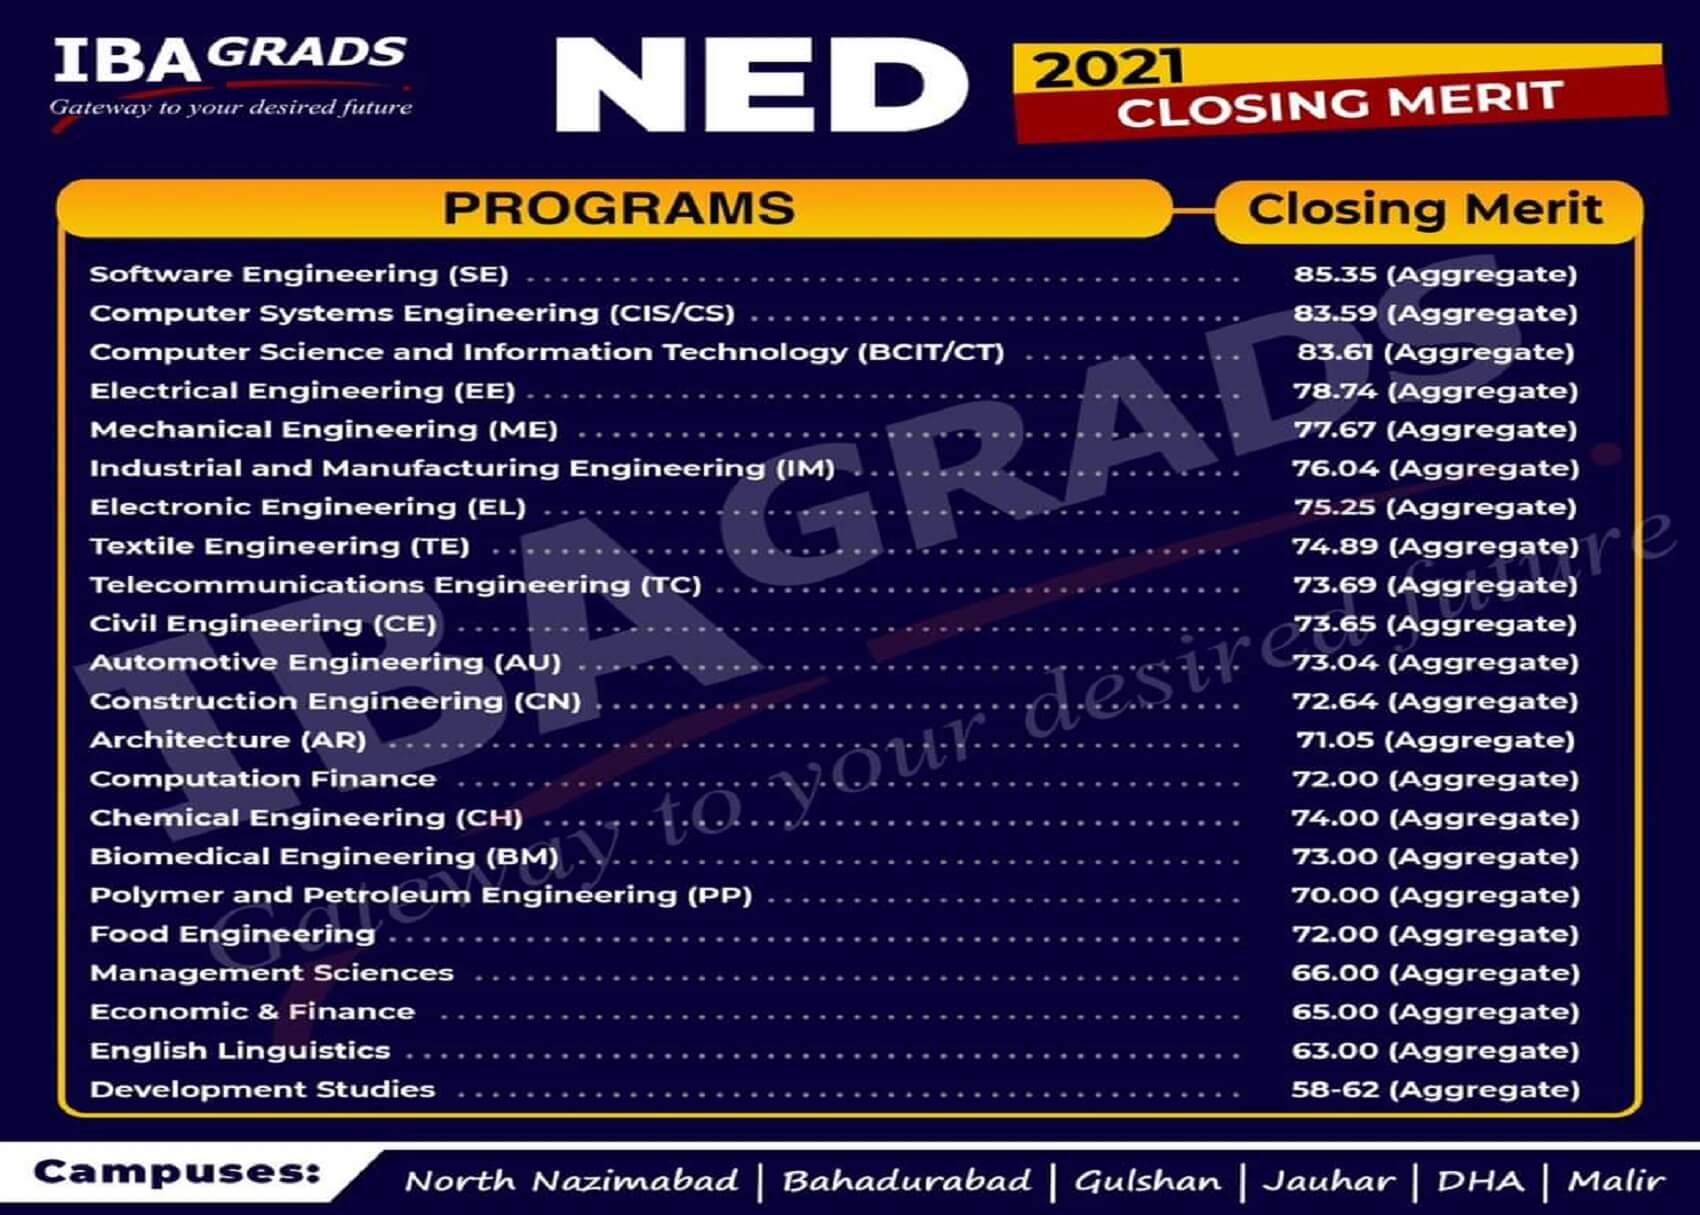 IBA GRADS
Gateway to your desired future
NED
2021
CLOSING MERIT
PROGRAMS Closing Merit
Software Engineering (SE) 85.35 (Aggregate)
Computer Systems Engineering (CIS/CS) 83.59 (Aggregate)
Computer Science and Information Technology (BCIT/CT) 83.61 (Aggregate)
Electrical Engineering (EE) 78.74 (Aggregate)
Mechanical Engineering (ME) 77.67 (Aggregate)
Industrial and Manufacturing Engineering (IM) 76.04 (Aggregate)
Electronic Engineering (EL) 75.25 (Aggregate)
Textile Engineering (TE) 74.89 (Aggregate)
Telecommunications Engineering (TC) 73.69 (Aggregate)
Civil Engineering (CE) 73.65 (Aggregate)
Automotive Engineering (AU) 73.04 (Aggregate)
Construction Engineering (CN) 72.64 (Aggregate)
Architecture (AR) 71.05 (Aggregate)
Computation Finance 72.00 (Aggregate)
Chemical Engineering (CH) 74.00 (Aggregate)
Biomedical Engineering (BM) 73.00 (Aggregate)
Polymer and Petroleum Engineering (PP) 70.00 (Aggregate)
Food Engineering 72.00 (Aggregate)
Management Sciences 66.00 (Aggregate)
Economic & Finance 65.00 (Aggregate)
English Linguistics 63.00 (Aggregate)
Development Studies 58-62 (Aggregate)
IBA GRADS
Gateway to your desired future
Campuses: North Nazimabad | Bahadurabad | Gulshan | Jauhar | DHA | Malir